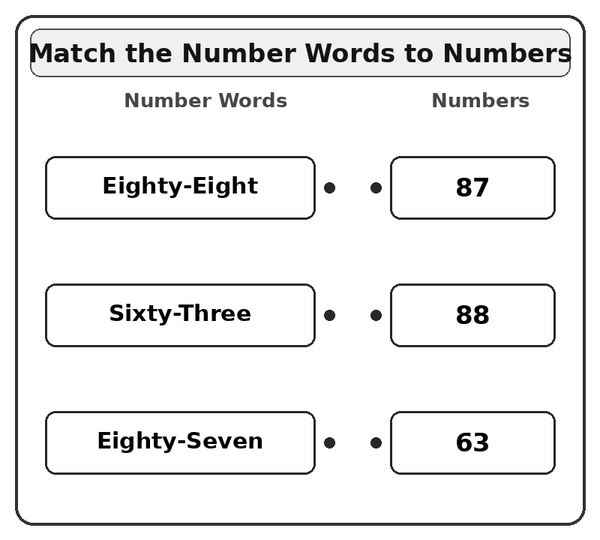 Match the Number Words to Numbers
Number Words Numbers
Eighty-Eight 87
Sixty-Three 88
Eighty-Seven 63